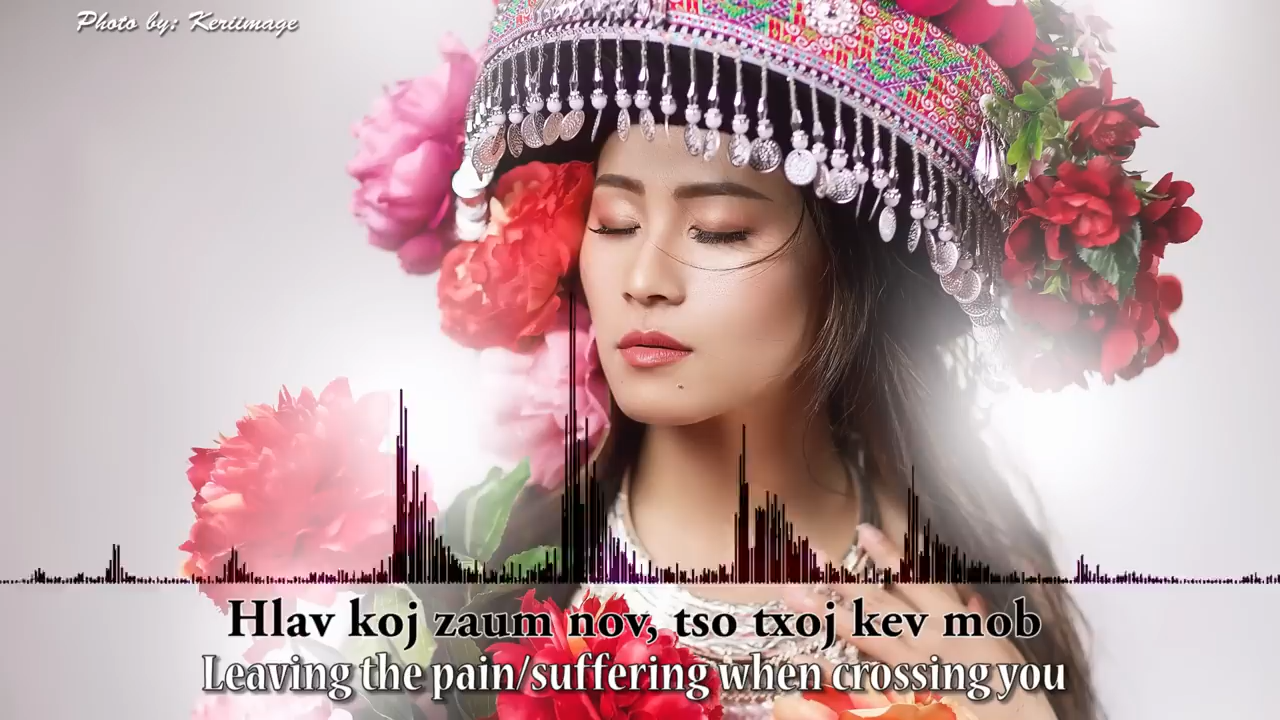 Photo by: Keriimage
Hlav koj zaum nov, tso txoj kev mob
Leaving the pain/suffering when crossing you